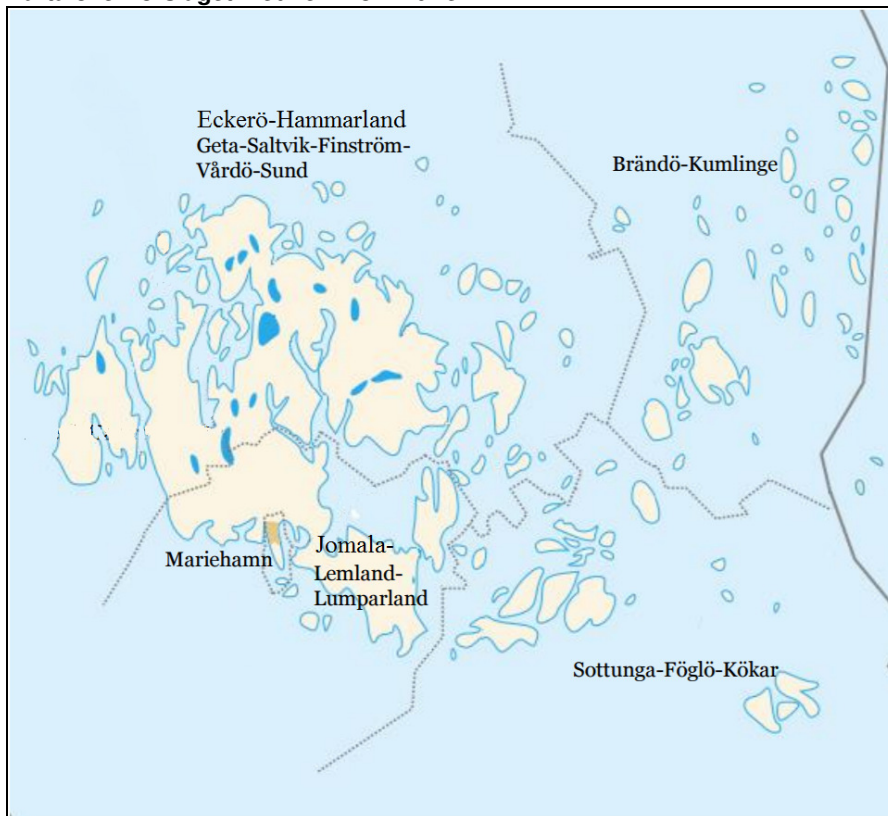 Eckerö-Hammarland
Geta-Saltvik-Finström-
Vårdö-Sund
Brändö-Kumlinge
Mariehamn
Jomala-
Lemland-
Lumparland
Sottunga-Föglö-Kökar